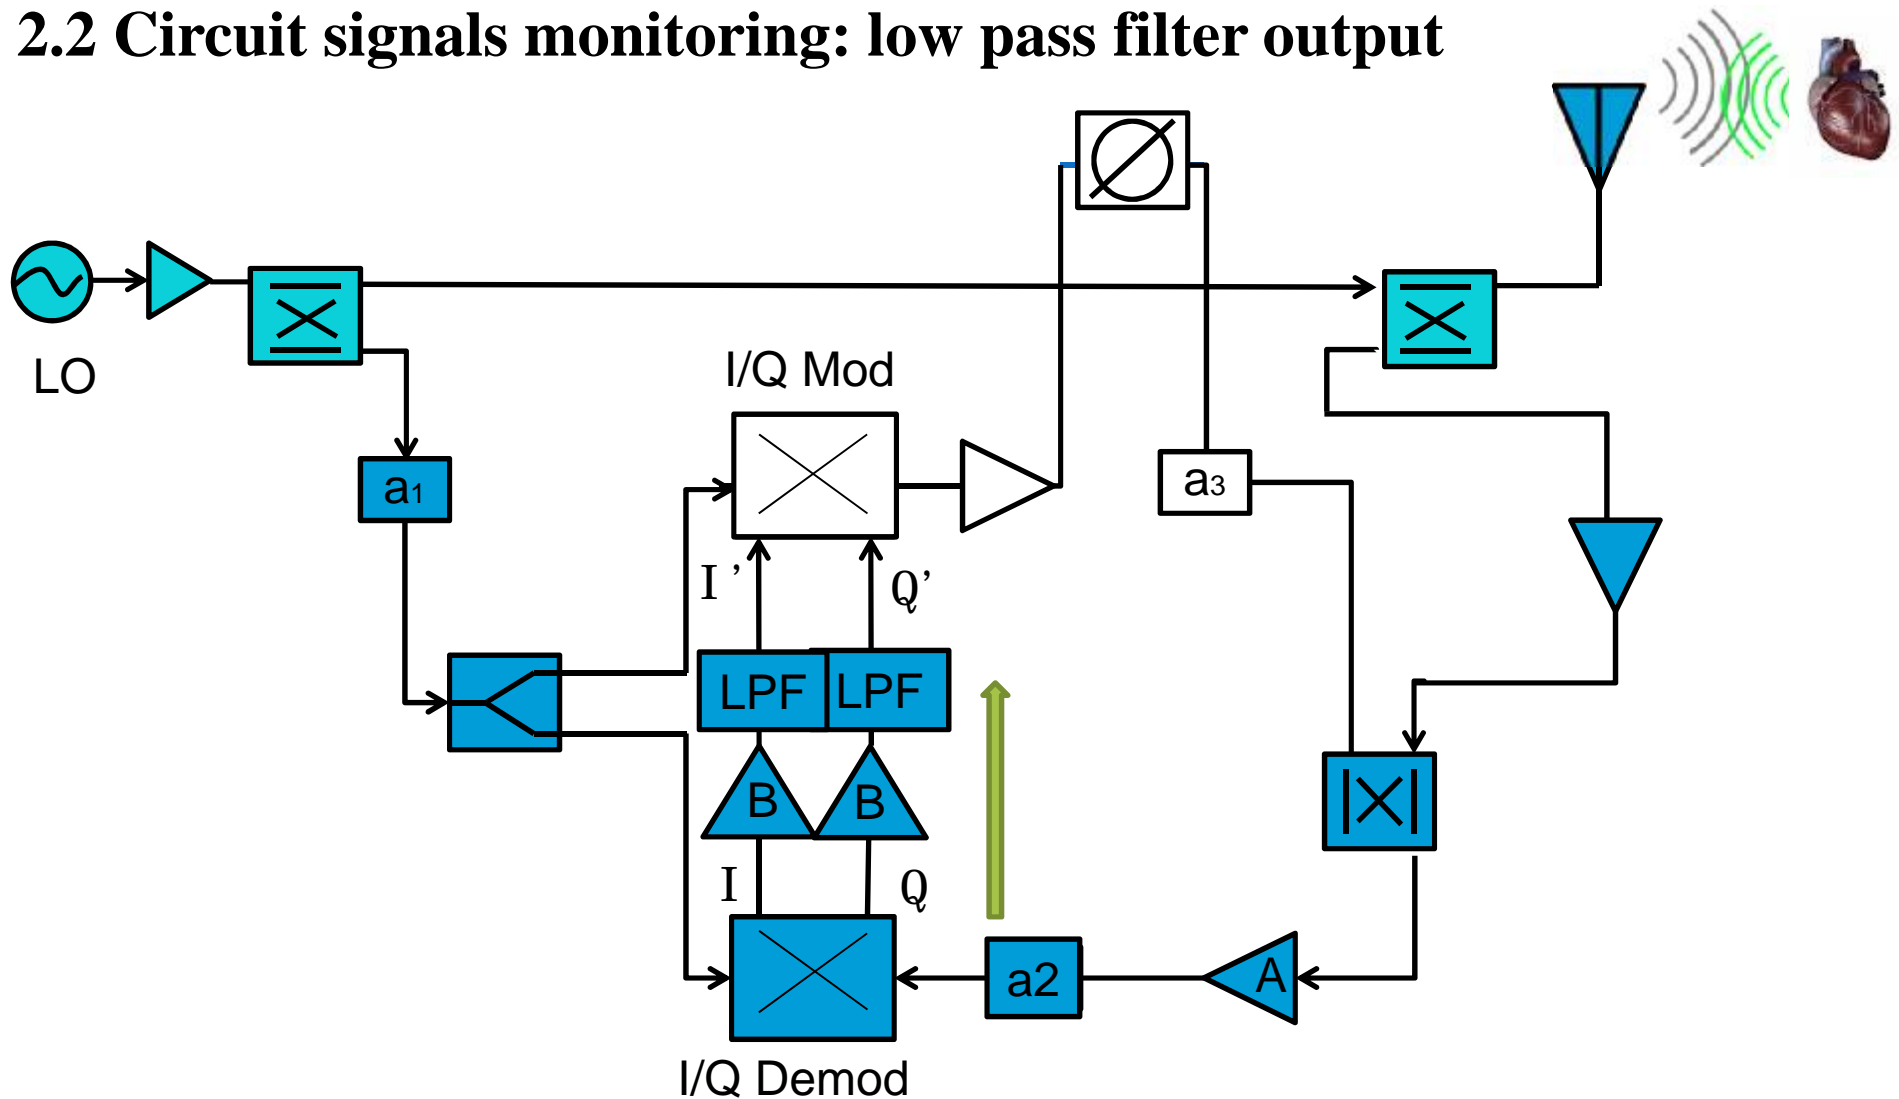 2.2 Circuit signals monitoring: low pass filter output
LO
I/Q Mod
a1
a3
I ’
Q’
LPF
LPF
B
B
I
Q
a2
A
I/Q Demod